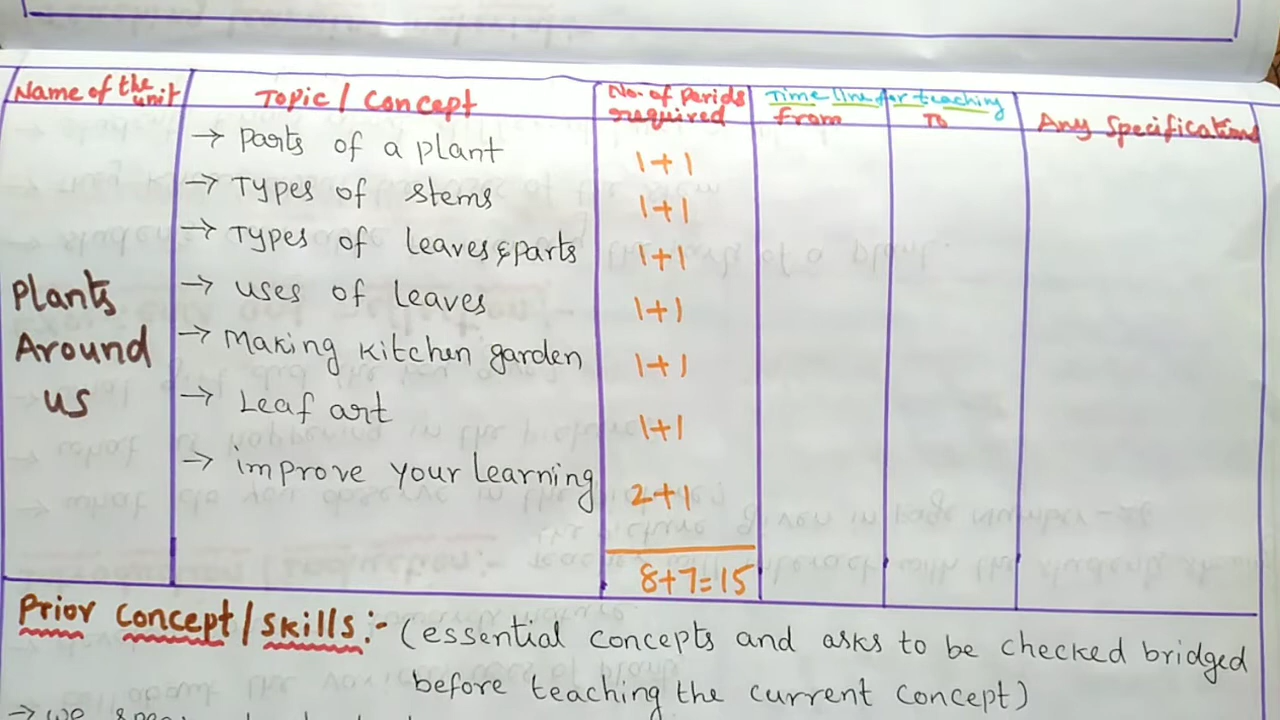 Name of the unit
Topic / Concept
No. of Perids required
Time line for teaching
From
To
Any Specification
Plants Around us
→ Parts of a plant
1+1
→ Types of stems
1+1
→ Types of leaves & parts
1+1
→ uses of leaves
1+1
→ Making kitchen garden
1+1
→ Leaf art
1+1
→ improve your Learning
2+1
8+7=15
Prior Concept / Skills :- (essential concepts and asks to be checked bridged
before teaching the current concept)
→ we